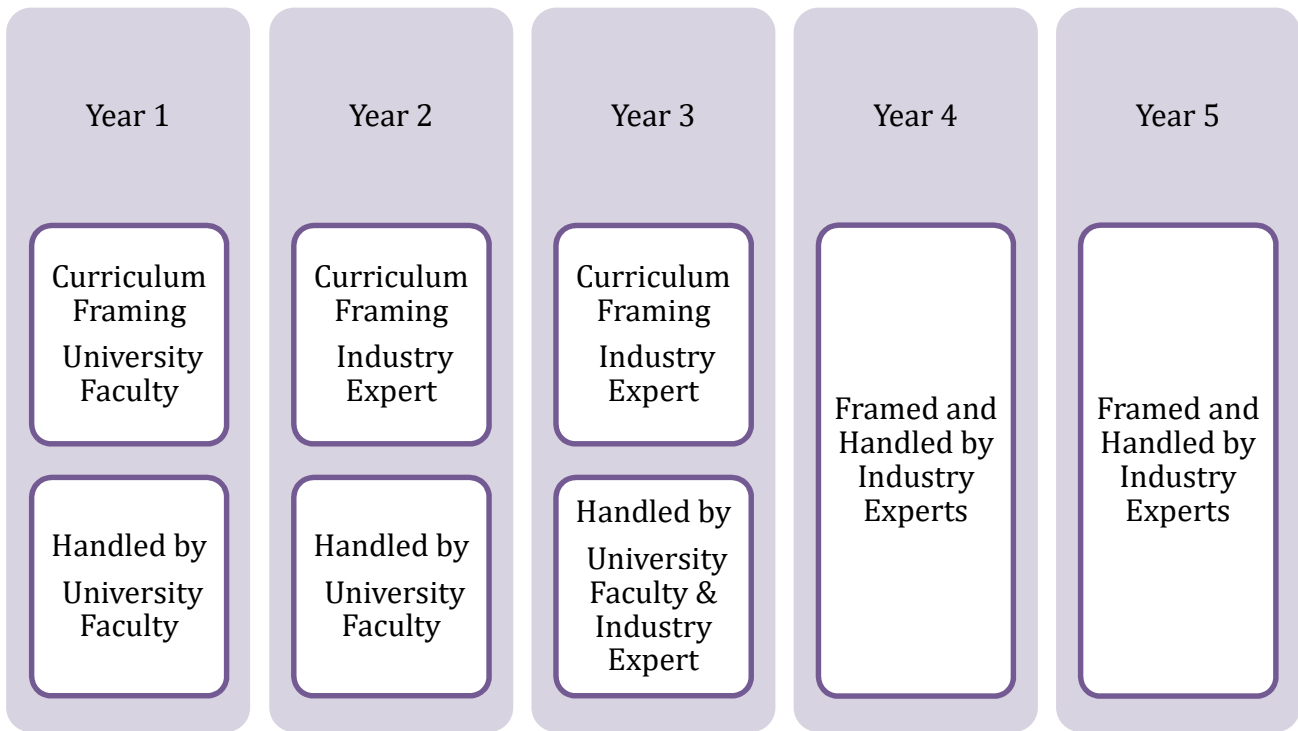 Year 1
Curriculum
Framing
University
Faculty
Handled by
University
Faculty
Year 2
Curriculum
Framing
Industry
Expert
Handled by
University
Faculty
Year 3
Curriculum
Framing
Industry
Expert
Handled by
University
Faculty &
Industry
Expert
Year 4
Framed and
Handled by
Industry
Experts
Year 5
Framed and
Handled by
Industry
Experts